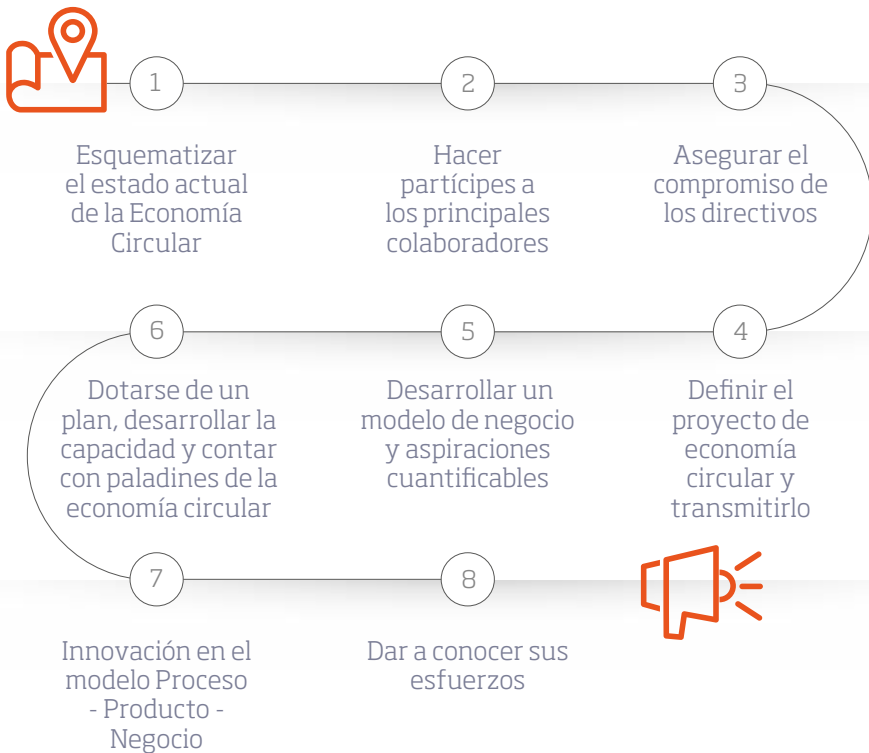 1
Esquematizar
el estado actual
de la Economía
Circular
2
Hacer
partícipes a
los principales
colaboradores
3
Asegurar el
compromiso de
los directivos
4
Definir el
proyecto de
economía
circular y
transmitirlo
5
Desarrollar un
modelo de negocio
y aspiraciones
cuantificables
6
Dotarse de un
plan, desarrollar la
capacidad y contar
con paladines de la
economía circular
7
Innovación en el
modelo Proceso
- Producto -
Negocio
8
Dar a conocer sus
esfuerzos